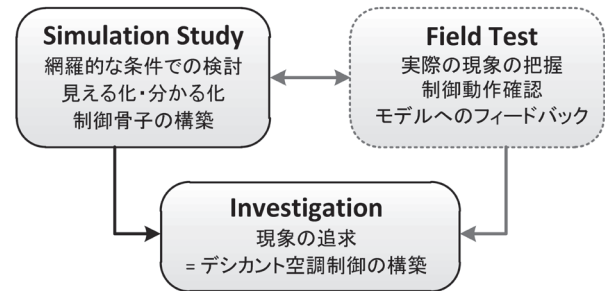 Simulation Study
網羅的な条件での検討
見える化・分かる化
制御骨子の構築
Field Test
実際の現象の把握
制御動作確認
モデルへのフィードバック
Investigation
現象の追求
= デシカント空調制御の構築